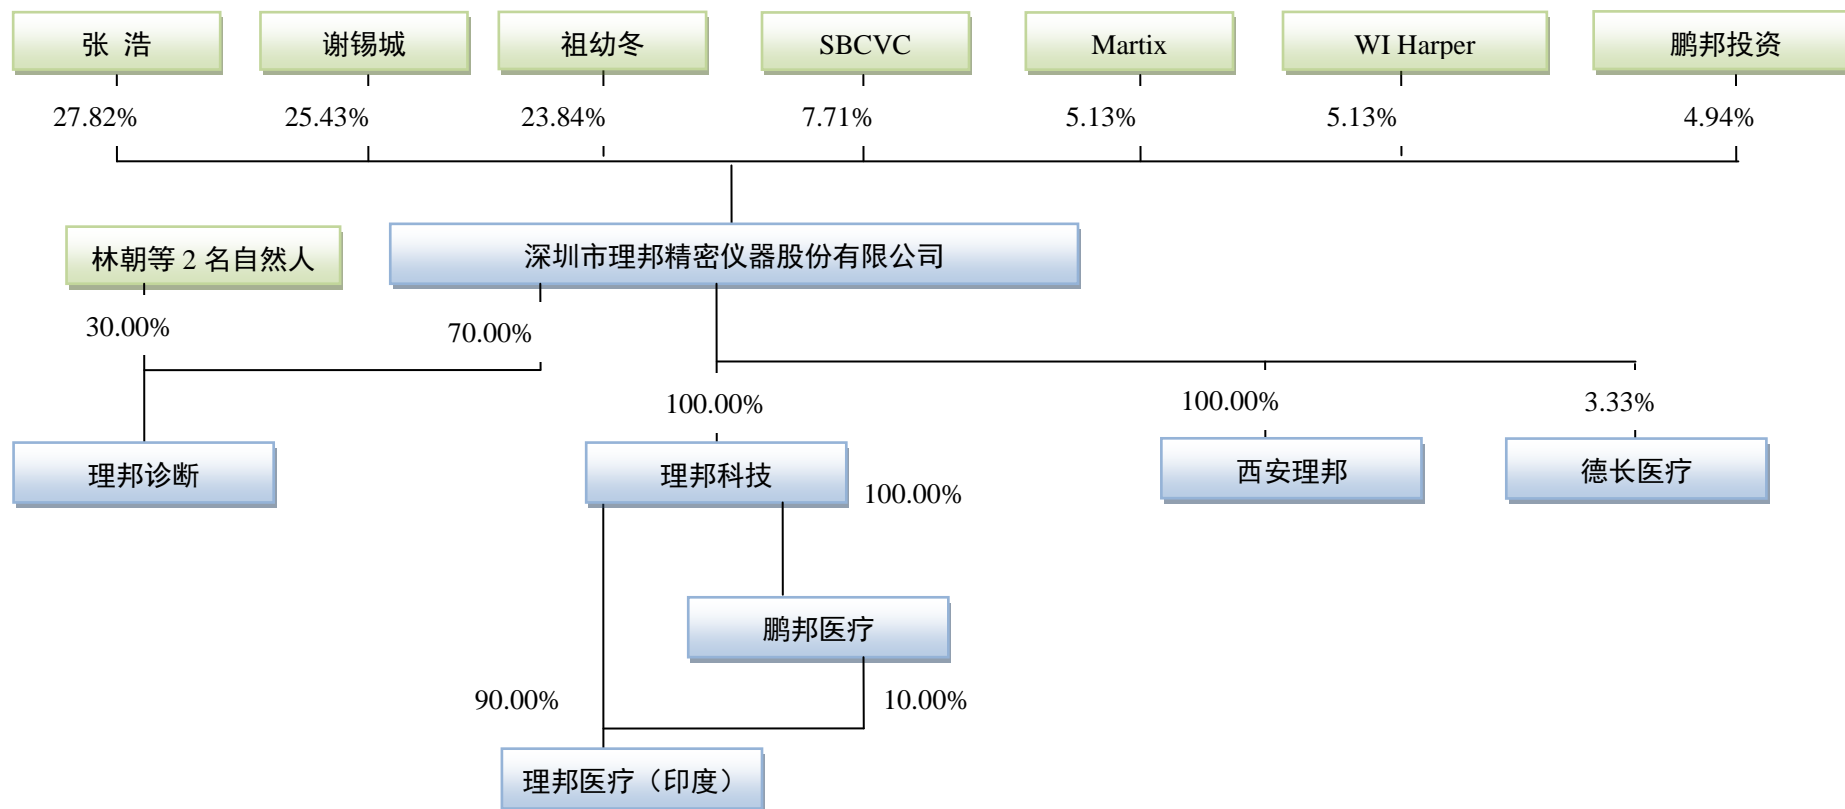 张 浩
谢锡城
祖幼冬
SBCVC
Martix
WI Harper
鹏邦投资
27.82%
25.43%
23.84%
7.71%
5.13%
5.13%
4.94%
林朝等 2 名自然人
深圳市理邦精密仪器股份有限公司
30.00%
70.00%
100.00%
100.00%
3.33%
理邦诊断
理邦科技
西安理邦
德长医疗
100.00%
鹏邦医疗
90.00%
10.00%
理邦医疗（印度）